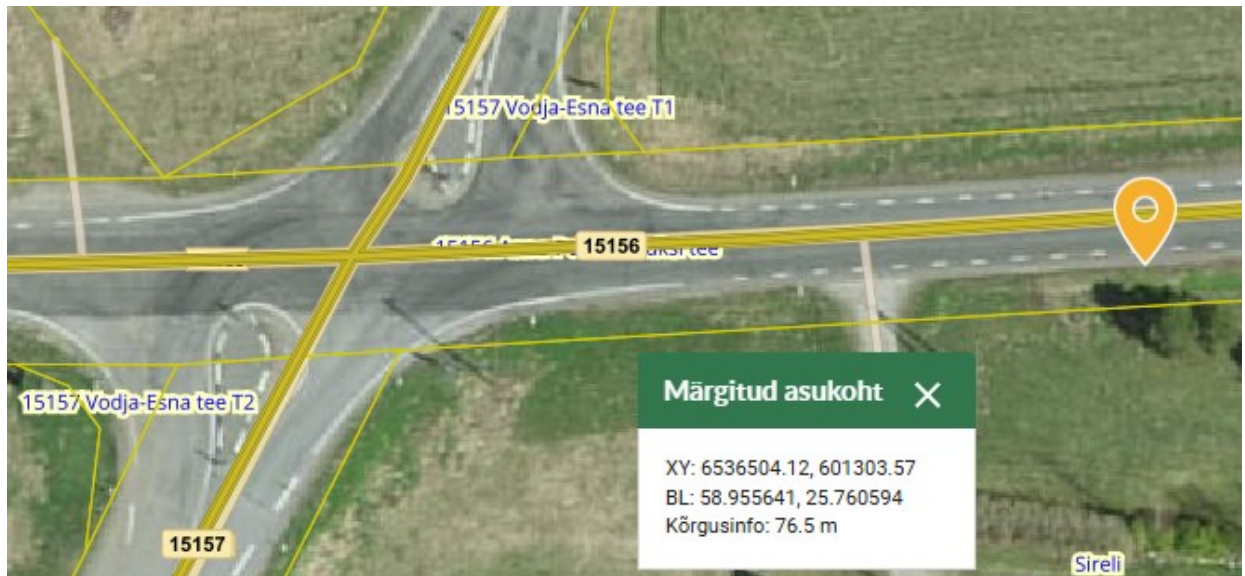 15157 Vodja-Esna tee T1
15156
tee
15157 Vodja-Esna tee T2
Märgitud asukoht
XY: 6536504.12, 601303.57
BL: 58.955641, 25.760594
Kõrgusinfo: 76.5 m
15157
Sireli